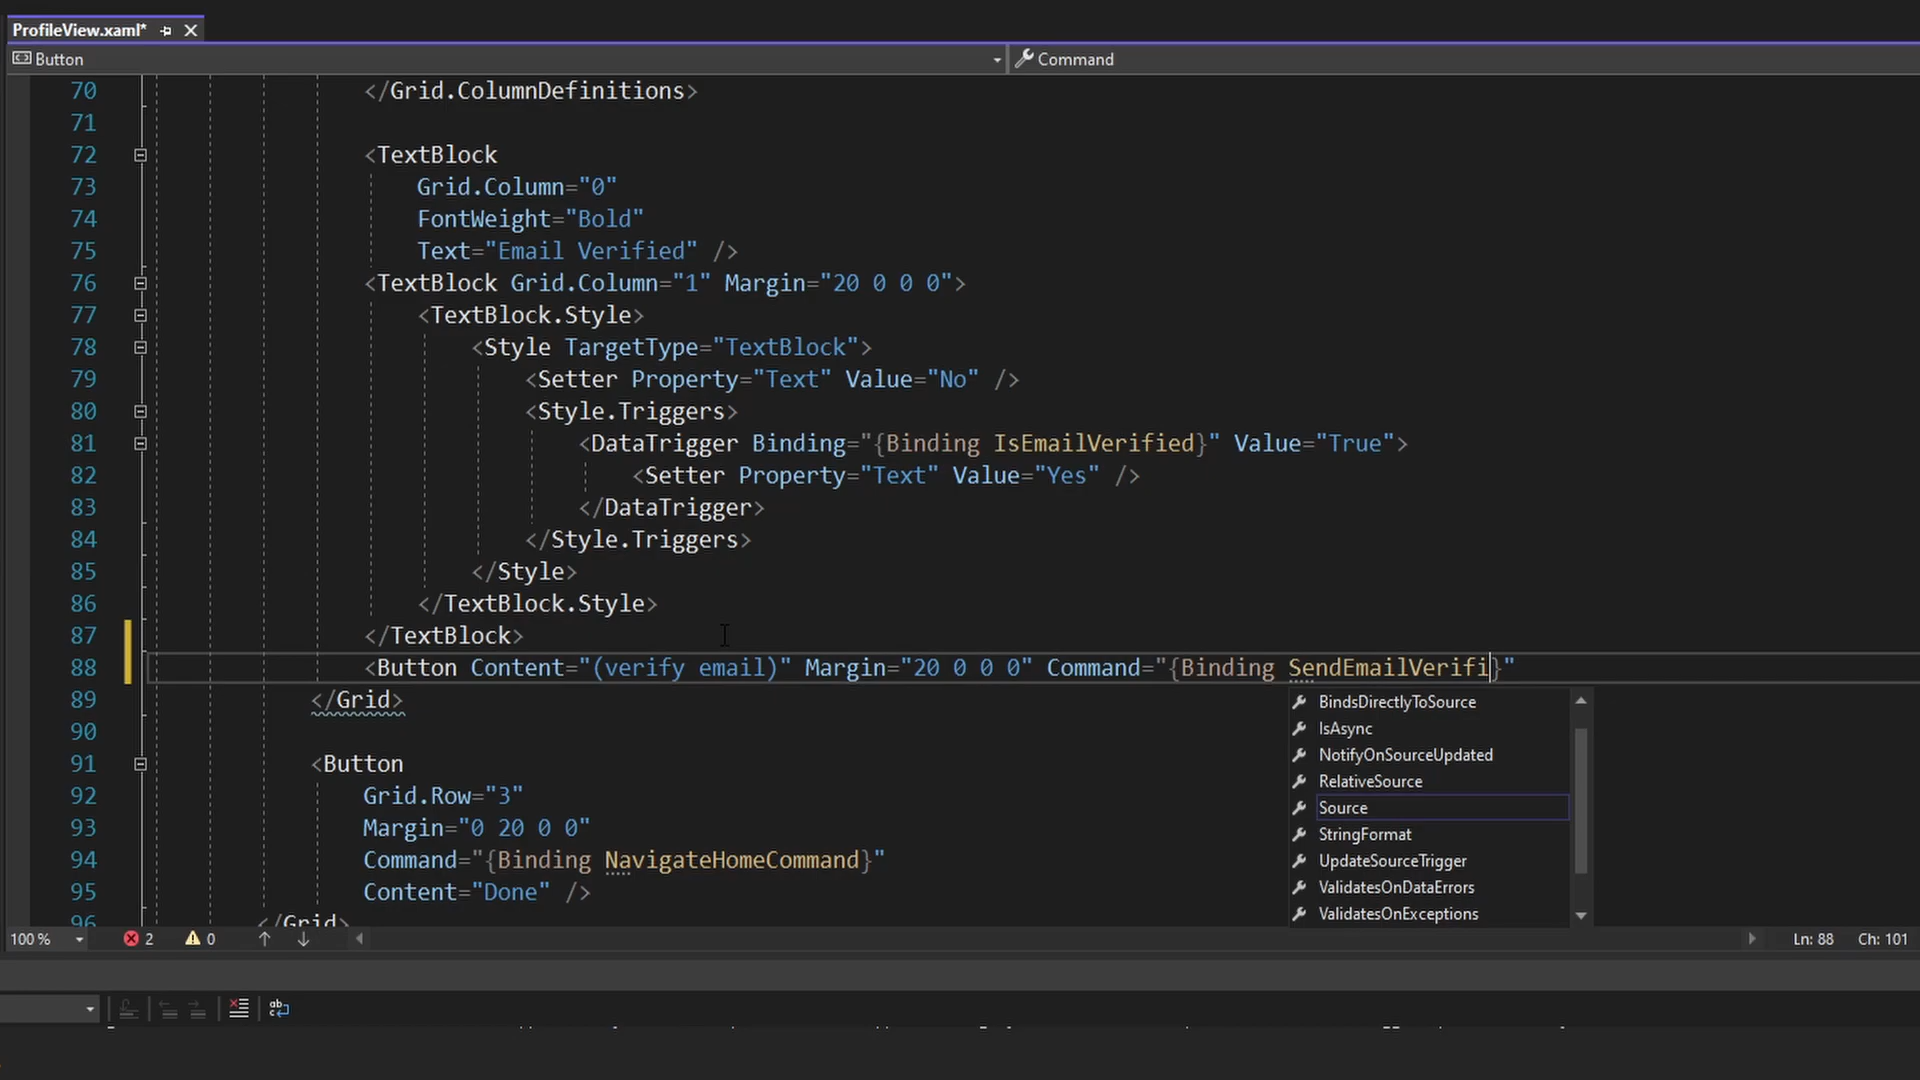 ProfileView.xaml*
Button
Command
70 </Grid.ColumnDefinitions>
71
72 <TextBlock
73 Grid.Column="0"
74 FontWeight="Bold"
75 Text="Email Verified" />
76 <TextBlock Grid.Column="1" Margin="20 0 0 0">
77 <TextBlock.Style>
78 <Style TargetType="TextBlock">
79 <Setter Property="Text" Value="No" />
80 <Style.Triggers>
81 <DataTrigger Binding="{Binding IsEmailVerified}" Value="True">
82 <Setter Property="Text" Value="Yes" />
83 </DataTrigger>
84 </Style.Triggers>
85 </Style>
86 </TextBlock.Style>
87 </TextBlock>
88 <Button Content="(verify email)" Margin="20 0 0 0" Command="{Binding SendEmailVerifi}"
89 </Grid>
90
91 <Button
92 Grid.Row="3"
93 Margin="0 20 0 0"
94 Command="{Binding NavigateHomeCommand}"
95 Content="Done" />
96 </Grid>
BindsDirectlyToSource
IsAsync
NotifyOnSourceUpdated
RelativeSource
Source
StringFormat
UpdateSourceTrigger
ValidatesOnDataErrors
ValidatesOnExceptions
100 % 2 0 Ln: 88 Ch: 101